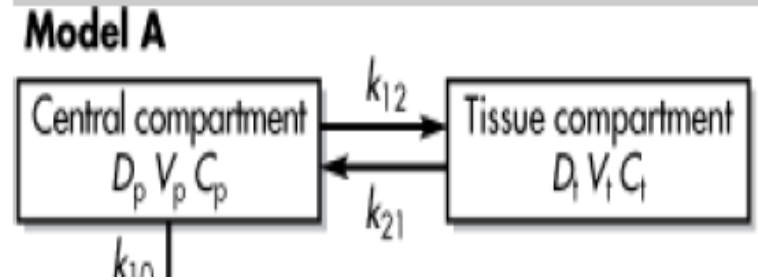 Model A
k12
Central compartment
Dp Vp Cp
Tissue compartment
Dt Vt Ct
k21
k10